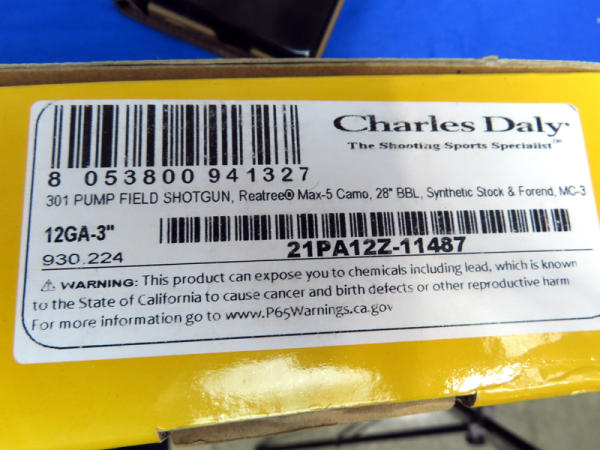 Charles Daly
The Shooting Sports Specialist™
8 053800 941327
301 PUMP FIELD SHOTGUN, Reatree® Max-5 Camo, 28" BBL, Synthetic Stock & Forend, MC-3
12GA-3"
21PA12Z-11487
930.224
⚠ WARNING: This product can expose you to chemicals including lead, which is known
to the State of California to cause cancer and birth defects or other reproductive harm
For more information go to www.P65Warnings.ca.gov